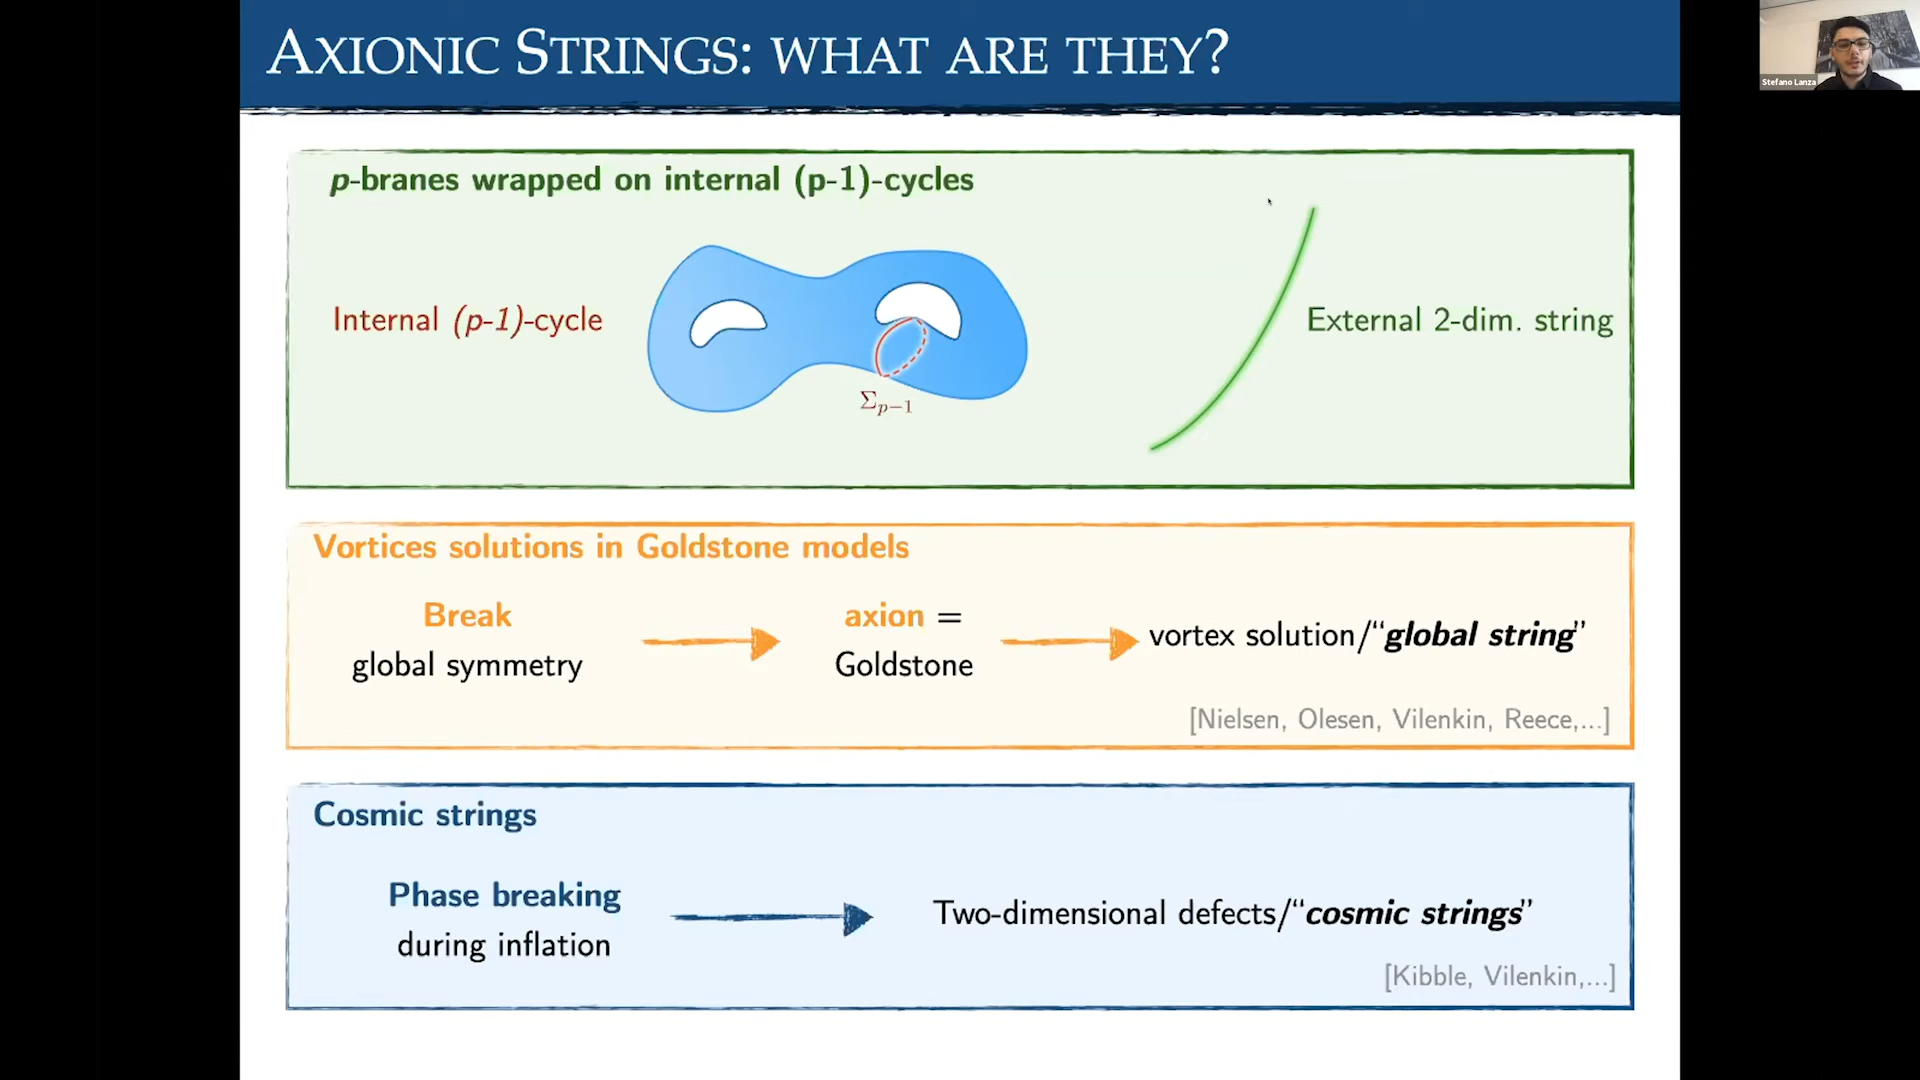 AXIONIC STRINGS: WHAT ARE THEY?
Stefano Lanza
p-branes wrapped on internal (p-1)-cycles
Internal (p-1)-cycle
External 2-dim. string
Σp−1
Vortices solutions in Goldstone models
Break
global symmetry
axion =
Goldstone
vortex solution/“global string”
[Nielsen, Olesen, Vilenkin, Reece,...]
Cosmic strings
Phase breaking
during inflation
Two-dimensional defects/“cosmic strings”
[Kibble, Vilenkin,...]